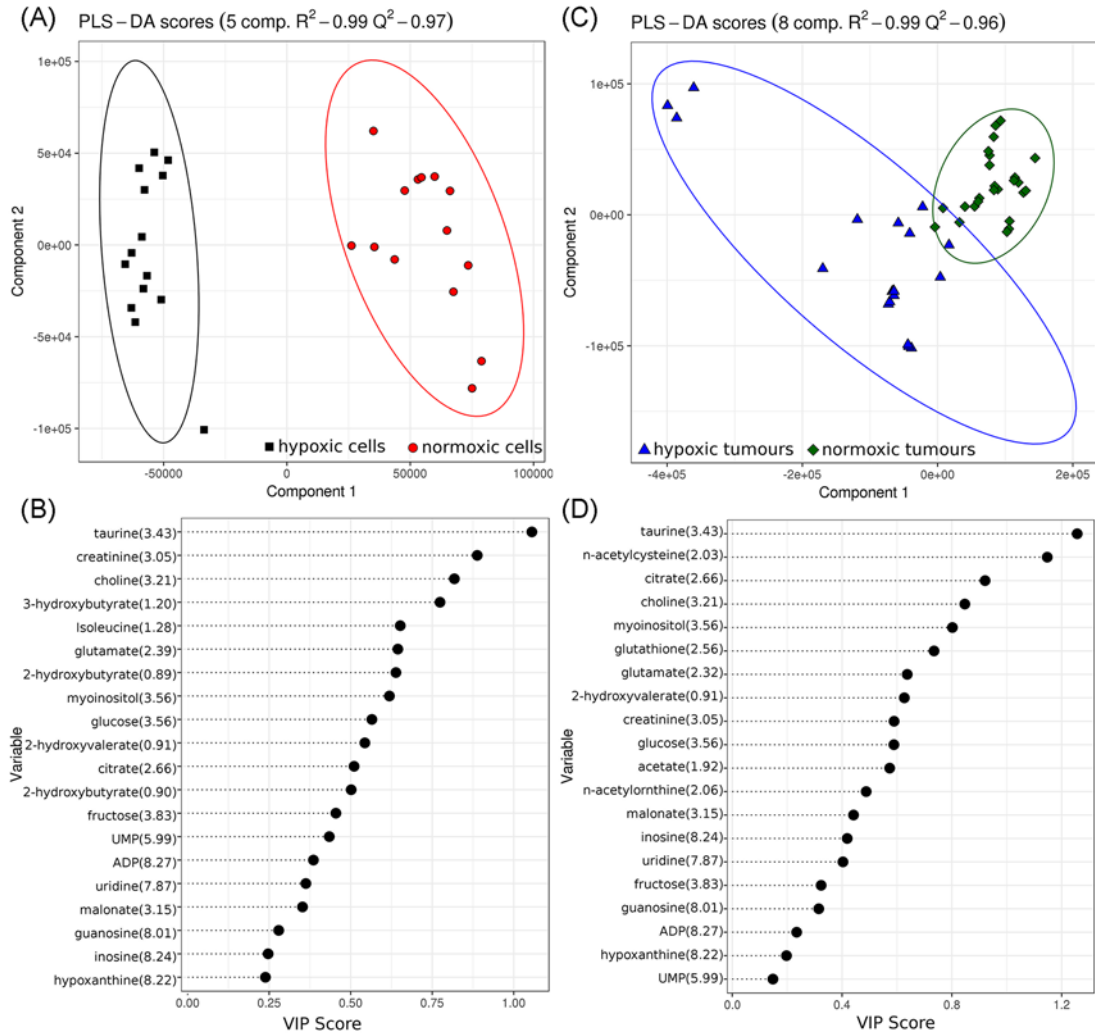 (A)
PLS−DA scores (5 comp. R²−0.99 Q²−0.97)
1e+05
5e+04
0e+00
−5e+04
−1e+05
Component 2
hypoxic cells
normoxic cells
−50000
0
50000
100000
Component 1
(C)
PLS−DA scores (8 comp. R²−0.99 Q²−0.96)
1e+05
0e+00
−1e+05
Component 2
hypoxic tumours
normoxic tumours
−4e+05
−2e+05
0e+00
2e+05
Component 1
(B)
taurine(3.43)
creatinine(3.05)
choline(3.21)
3-hydroxybutyrate(1.20)
Isoleucine(1.28)
glutamate(2.39)
2-hydroxybutyrate(0.89)
myoinositol(3.56)
glucose(3.56)
2-hydroxyvalerate(0.91)
citrate(2.66)
2-hydroxybutyrate(0.90)
fructose(3.83)
UMP(5.99)
ADP(8.27)
uridine(7.87)
malonate(3.15)
guanosine(8.01)
inosine(8.24)
hypoxanthine(8.22)
Variable
0.00
0.25
0.50
0.75
1.00
VIP Score
(D)
taurine(3.43)
n-acetylcysteine(2.03)
citrate(2.66)
choline(3.21)
myoinositol(3.56)
glutathione(2.56)
glutamate(2.32)
2-hydroxyvalerate(0.91)
creatinine(3.05)
glucose(3.56)
acetate(1.92)
n-acetylornthine(2.06)
malonate(3.15)
inosine(8.24)
uridine(7.87)
fructose(3.83)
guanosine(8.01)
ADP(8.27)
hypoxanthine(8.22)
UMP(5.99)
Variable
0.0
0.4
0.8
1.2
VIP Score